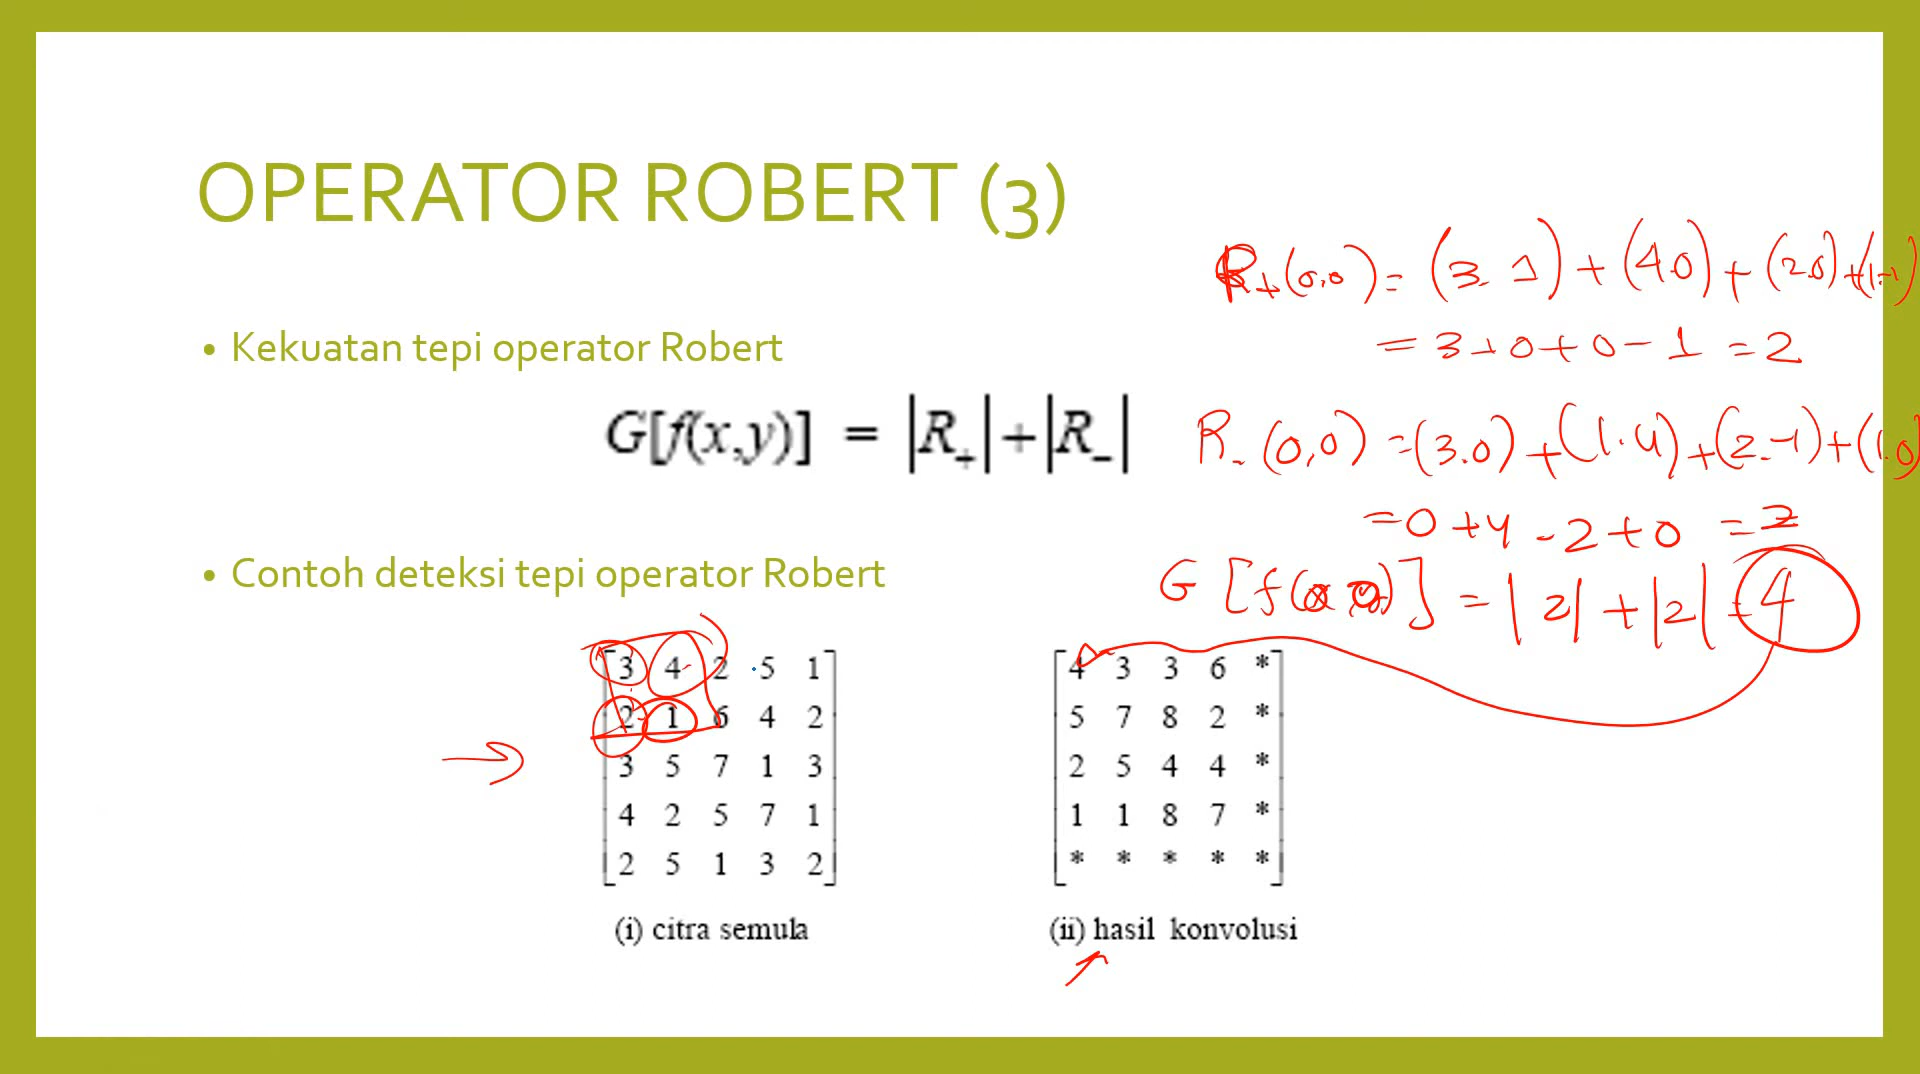 OPERATOR ROBERT (3)
R+(0,0) = (3.1) + (4.0) + (2.0) + (1.-1)
= 3+0+0-1 = 2
• Kekuatan tepi operator Robert
G[f(x,y)] = |R+|+|R-|
R-(0,0) = (3.0) + (1.4) + (2.-1) + (1.0)
= 0+4-2+0 = 2
• Contoh deteksi tepi operator Robert
G[f(0,0)] = |2| + |2| = 4
3 4 2 5 1
2 1 6 4 2
3 5 7 1 3
4 2 5 7 1
2 5 1 3 2
(i) citra semula
4 3 3 6 *
5 7 8 2 *
2 5 4 4 *
1 1 8 7 *
* * * * *
(ii) hasil konvolusi